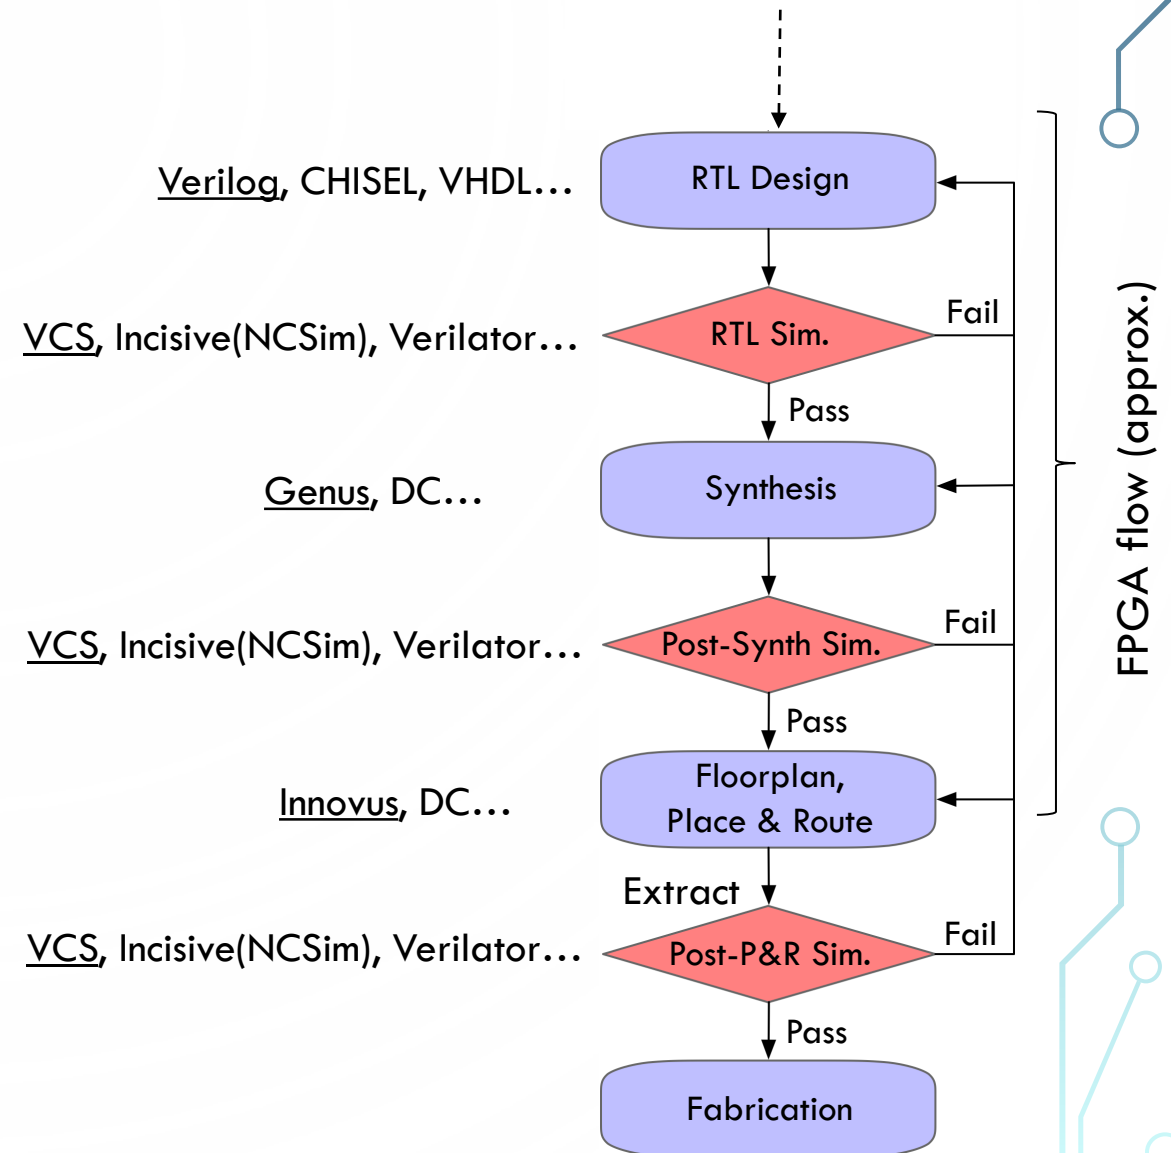 Verilog, CHISEL, VHDL...
RTL Design
VCS, Incisive(NCSim), Verilator...
RTL Sim.
Fail
Pass
Genus, DC...
Synthesis
VCS, Incisive(NCSim), Verilator...
Post-Synth Sim.
Fail
Pass
Innovus, DC...
Floorplan,
Place & Route
Extract
VCS, Incisive(NCSim), Verilator...
Post-P&R Sim.
Fail
Pass
Fabrication
FPGA flow (approx.)